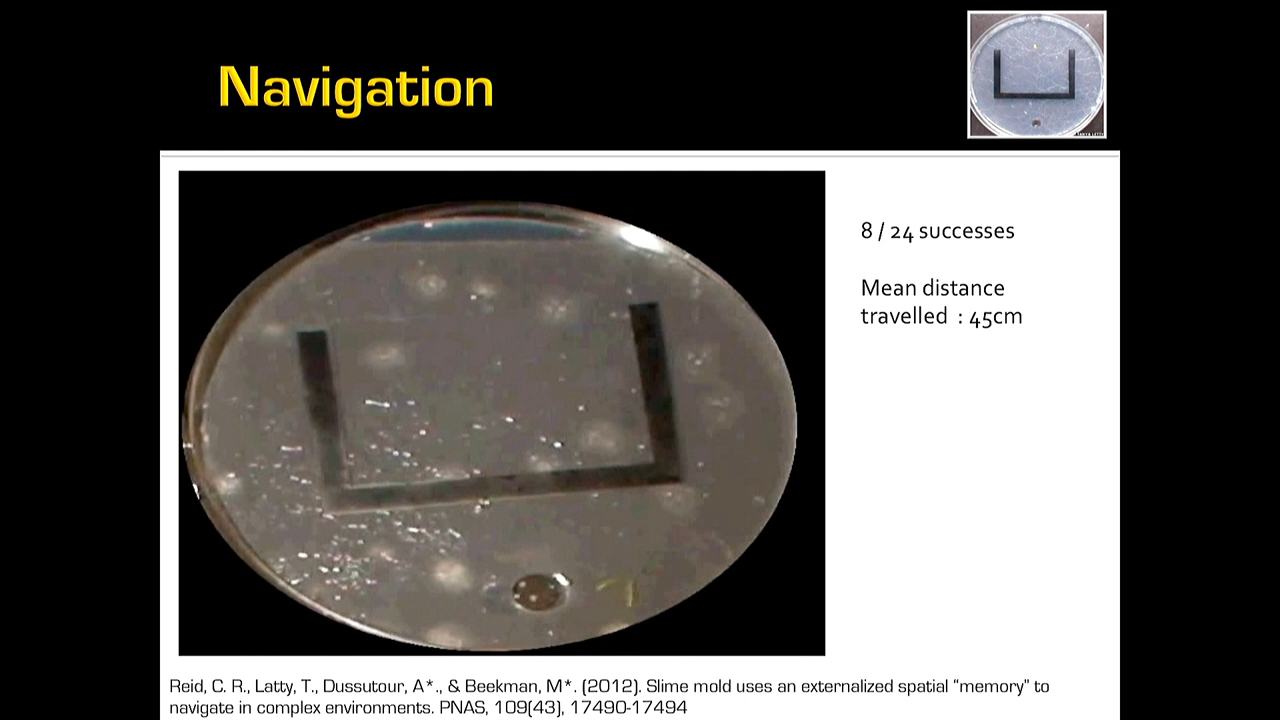 Navigation
8 / 24 successes
Mean distance
travelled : 45cm
Reid, C. R., Latty, T., Dussutour, A*., & Beekman, M*. (2012). Slime mold uses an externalized spatial “memory” to
navigate in complex environments. PNAS, 109(43), 17490-17494